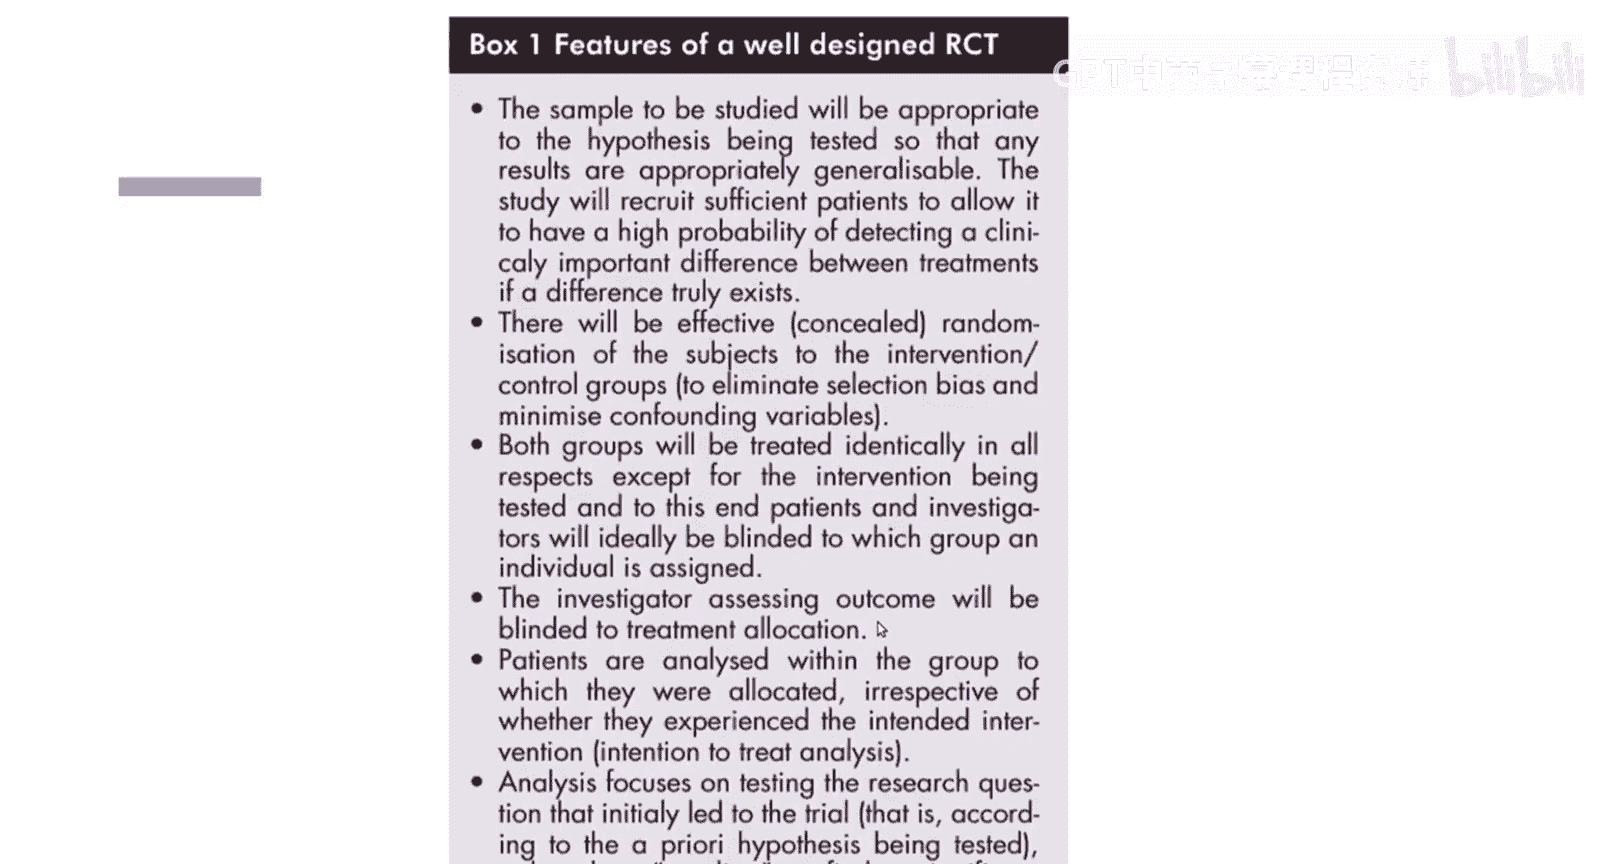 Box 1 Features of a well designed RCT
bilibili
• The sample to be studied will be appropriate
to the hypothesis being tested so that any
results are appropriately generalisable. The
study will recruit sufficient patients to allow it
to have a high probability of detecting a clini-
caly important difference between treatments
if a difference truly exists.
• There will be effective (concealed) random-
isation of the subjects to the intervention/
control groups (to eliminate selection bias and
minimise confounding variables).
• Both groups will be treated identically in all
respects except for the intervention being
tested and to this end patients and investiga-
tors will ideally be blinded to which group an
individual is assigned.
• The investigator assessing outcome will be
blinded to treatment allocation.
• Patients are analysed within the group to
which they were allocated, irrespective of
whether they experienced the intended inter-
vention (intention to treat analysis).
• Analysis focuses on testing the research ques-
tion that initialy led to the trial (that is, accord-
ing to the a priori hypothesis being tested),